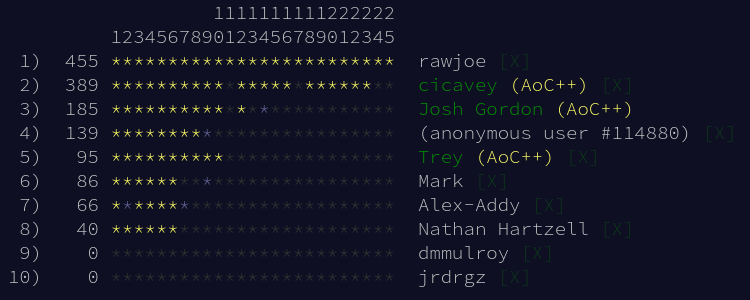 1111111111222222
1234567890123456789012345
1) 455 ************************* rawjoe [X]
2) 389 ************************* cicavey (AoC++) [X]
3) 185 ************************* Josh Gordon (AoC++)
4) 139 ************************* (anonymous user #114880) [X]
5) 95 ************************* Trey (AoC++) [X]
6) 86 ************************* Mark [X]
7) 66 ************************* Alex-Addy [X]
8) 40 ************************* Nathan Hartzell [X]
9) 0 ************************* dmmulroy [X]
10) 0 ************************* jrdrgz [X]